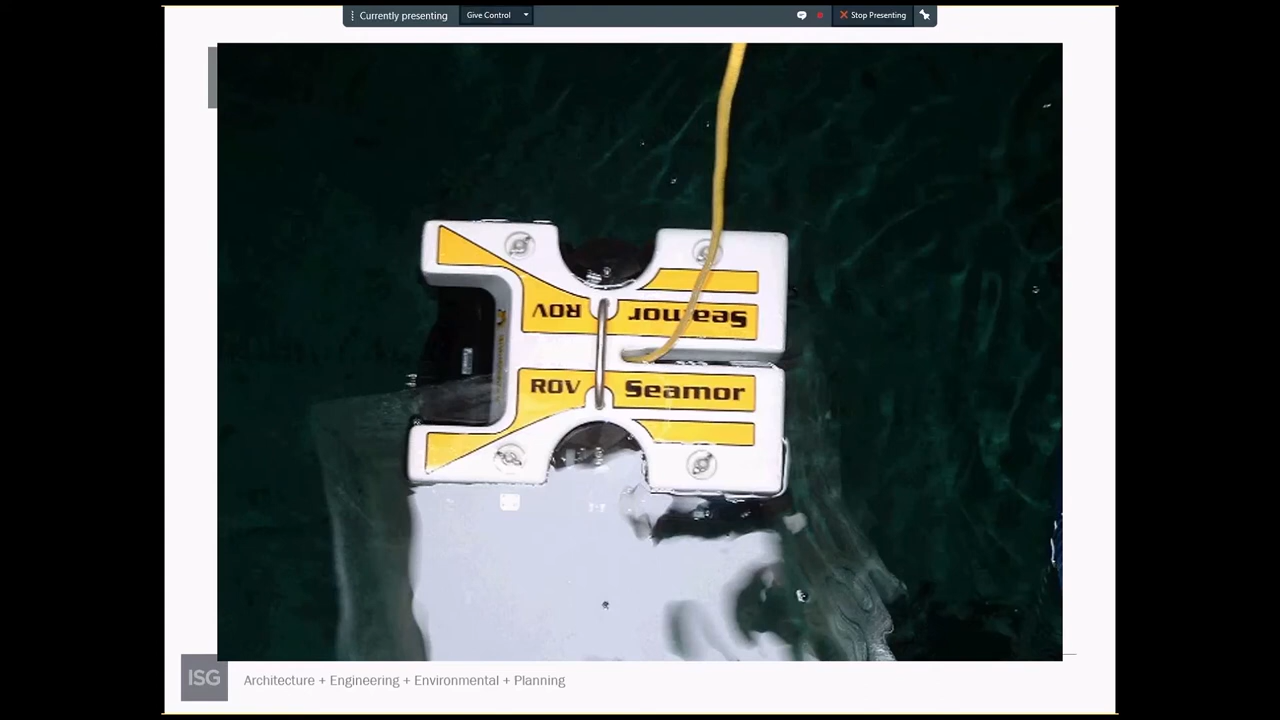 Currently presenting
Give Control
Stop Presenting
ROV Seamor
ROV Seamor
ISG
Architecture + Engineering + Environmental + Planning